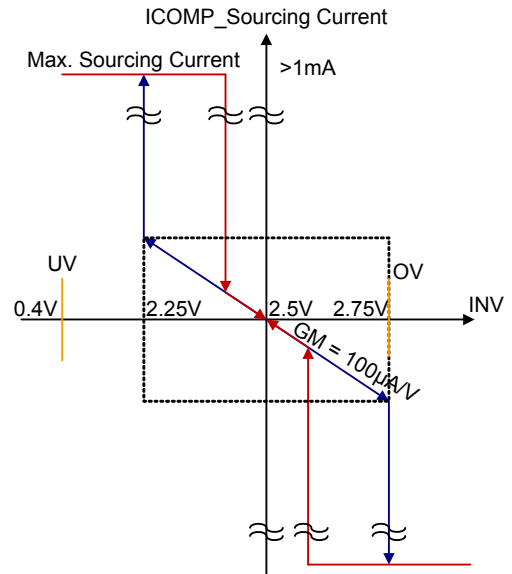 ICOMP_Sourcing Current
Max. Sourcing Current
>1mA
UV
OV
0.4V
2.25V
2.5V
2.75V
INV
GM = 100µA/V